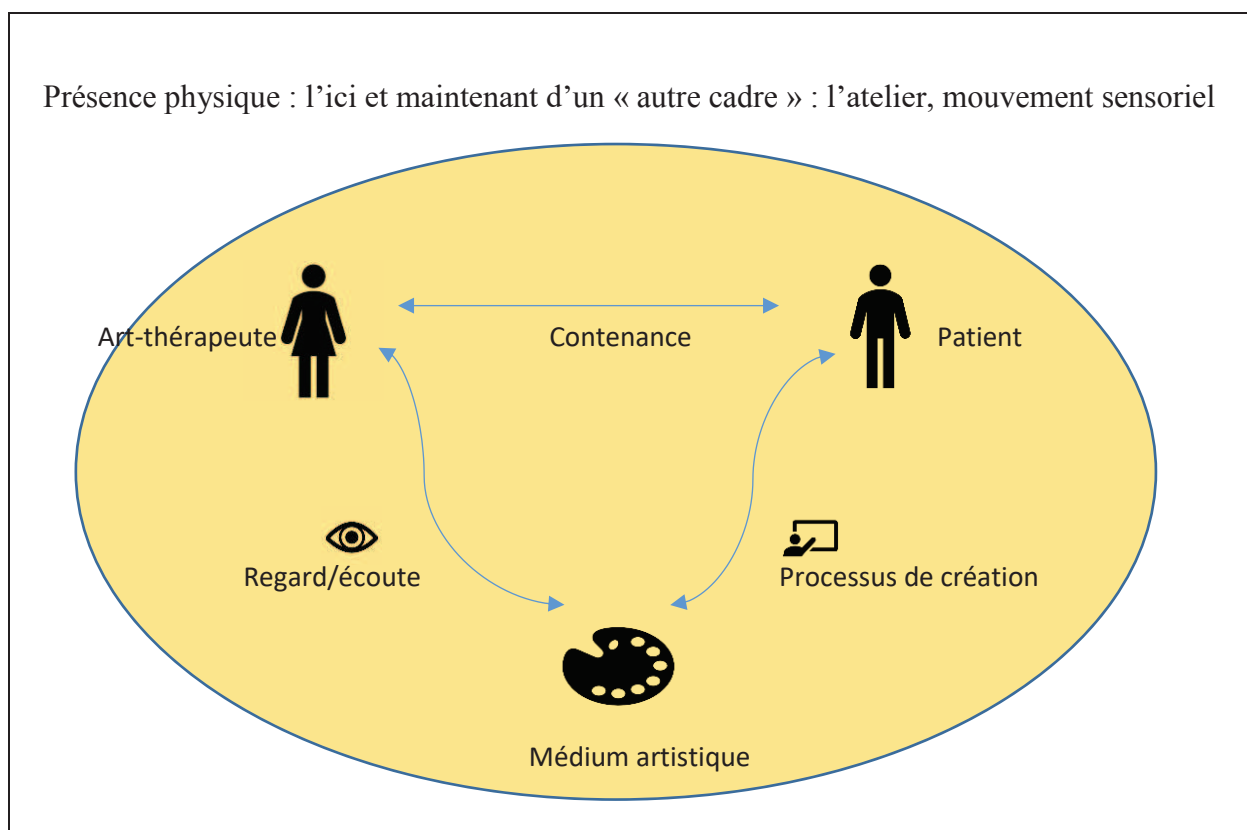 Présence physique : l’ici et maintenant d’un « autre cadre » : l’atelier, mouvement sensoriel
Art-thérapeute
Contenance
Patient
Regard/écoute
Processus de création
Médium artistique